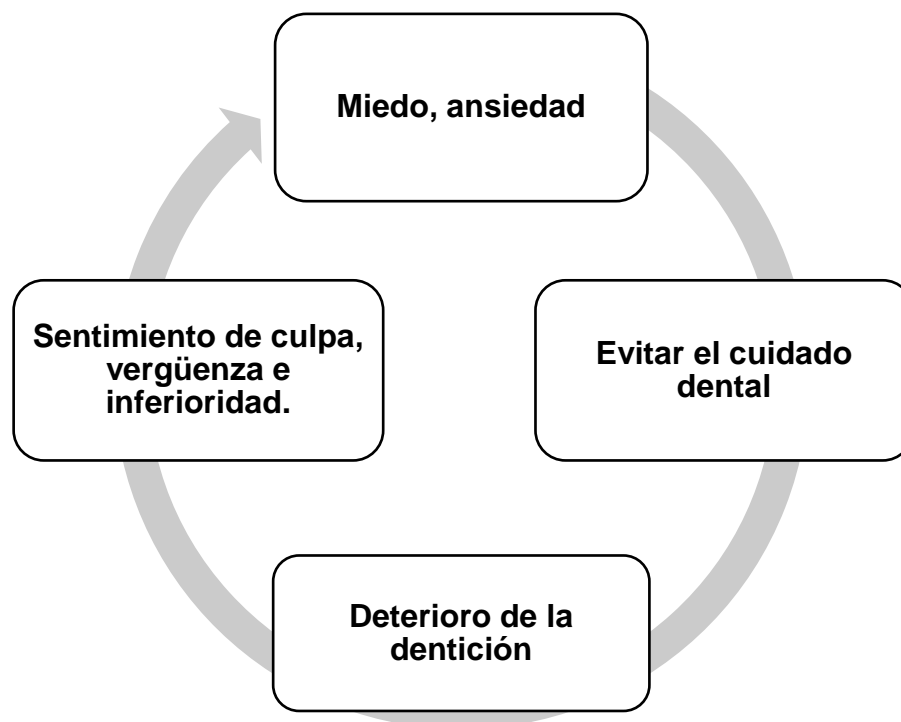 Miedo, ansiedad
Evitar el cuidado
dental
Deterioro de la
dentición
Sentimiento de culpa,
vergüenza e
inferioridad.